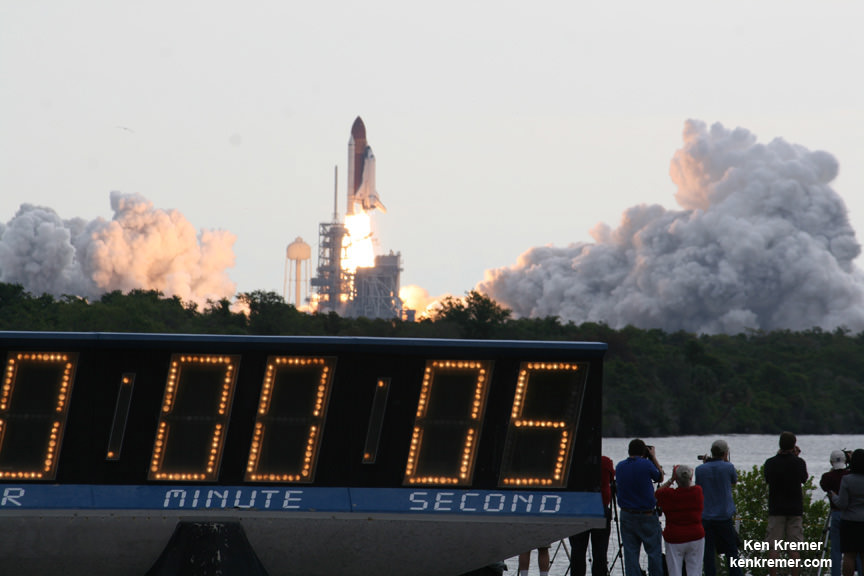 0:00:05
R MINUTE SECOND
Ken Kremer
kenkremer.com